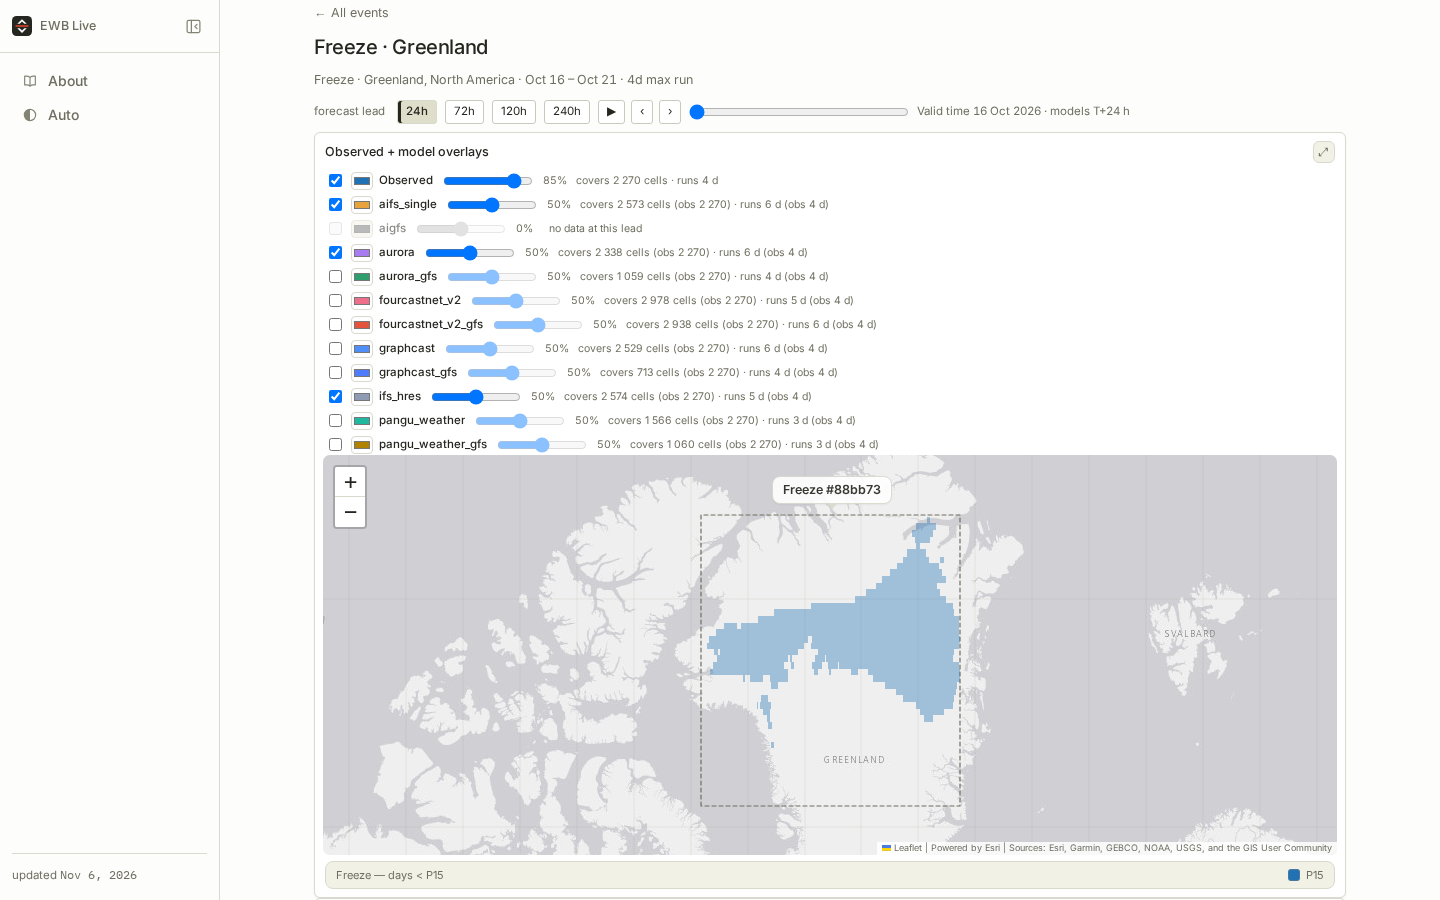 EWB Live
About
Auto
updated Nov 6, 2026
← All events
Freeze · Greenland
Freeze · Greenland, North America · Oct 16 – Oct 21 · 4d max run
forecast lead 24h 72h 120h 240h ▶ ‹ › Valid time 16 Oct 2026 · models T+24 h
Observed + model overlays
Observed 85% covers 2 270 cells · runs 4 d
aifs_single 50% covers 2 573 cells (obs 2 270) · runs 6 d (obs 4 d)
aigfs 0% no data at this lead
aurora 50% covers 2 338 cells (obs 2 270) · runs 6 d (obs 4 d)
aurora_gfs 50% covers 1 059 cells (obs 2 270) · runs 4 d (obs 4 d)
fourcastnet_v2 50% covers 2 978 cells (obs 2 270) · runs 5 d (obs 4 d)
fourcastnet_v2_gfs 50% covers 2 938 cells (obs 2 270) · runs 6 d (obs 4 d)
graphcast 50% covers 2 529 cells (obs 2 270) · runs 6 d (obs 4 d)
graphcast_gfs 50% covers 713 cells (obs 2 270) · runs 4 d (obs 4 d)
ifs_hres 50% covers 2 574 cells (obs 2 270) · runs 5 d (obs 4 d)
pangu_weather 50% covers 1 566 cells (obs 2 270) · runs 3 d (obs 4 d)
pangu_weather_gfs 50% covers 1 060 cells (obs 2 270) · runs 3 d (obs 4 d)
+
−
Freeze #88bb73
SVALBARD
GREENLAND
Leaflet | Powered by Esri | Sources: Esri, Garmin, GEBCO, NOAA, USGS, and the GIS User Community
Freeze — days < P15 P15